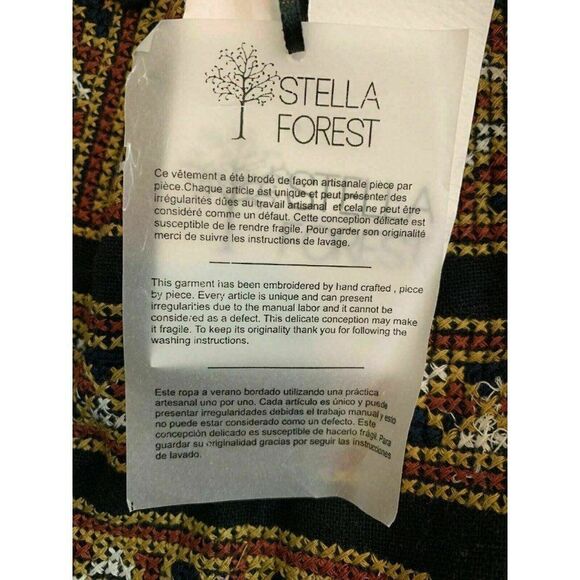 STELLA
FOREST
Ce vêtement a été brodé de façon artisanale piece par
pièce.Chaque article est unique et peut présenter des
irrégularités dûes au travail artisanal et cela ne peut être
considéré comme un défaut. Cette conception délicate est
susceptible de le rendre fragile. Pour garder son originalité
merci de suivre les instructions de lavage.
This garment has been embroidered by hand crafted , piece
by piece. Every article is unique and can present
irregularities due to the manual labor and it cannot be
considered as a defect. This delicate conception may make
it fragile. To keep its originality thank you for following the
washing instructions.
Este ropa a verano bordado utilizando una práctica
artesanal uno por uno. Cada artículo es único y puede
presentar irregularidades debidas el trabajo manual y esto
no puede estar considerado como un defecto. Este
concepción delicado es susceptible de hacerlo frágil. Para
guardar su originalidad gracias por seguir las instrucciones
de lavado.